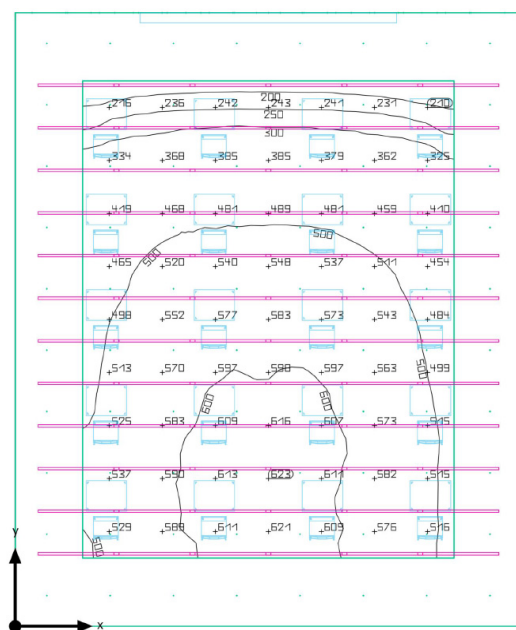 200
216 236 242 243 241 231 210
250
300
334 368 385 385 379 362 325
419 468 481 489 481 459 410
500 500
465 520 540 548 537 511 454
498 552 577 583 573 543 484
513 570 597 598 597 563 499
500
600 600
525 583 609 616 607 573 515
537 590 613 623 611 582 515
529 588 611 621 609 576 516
500
y
x